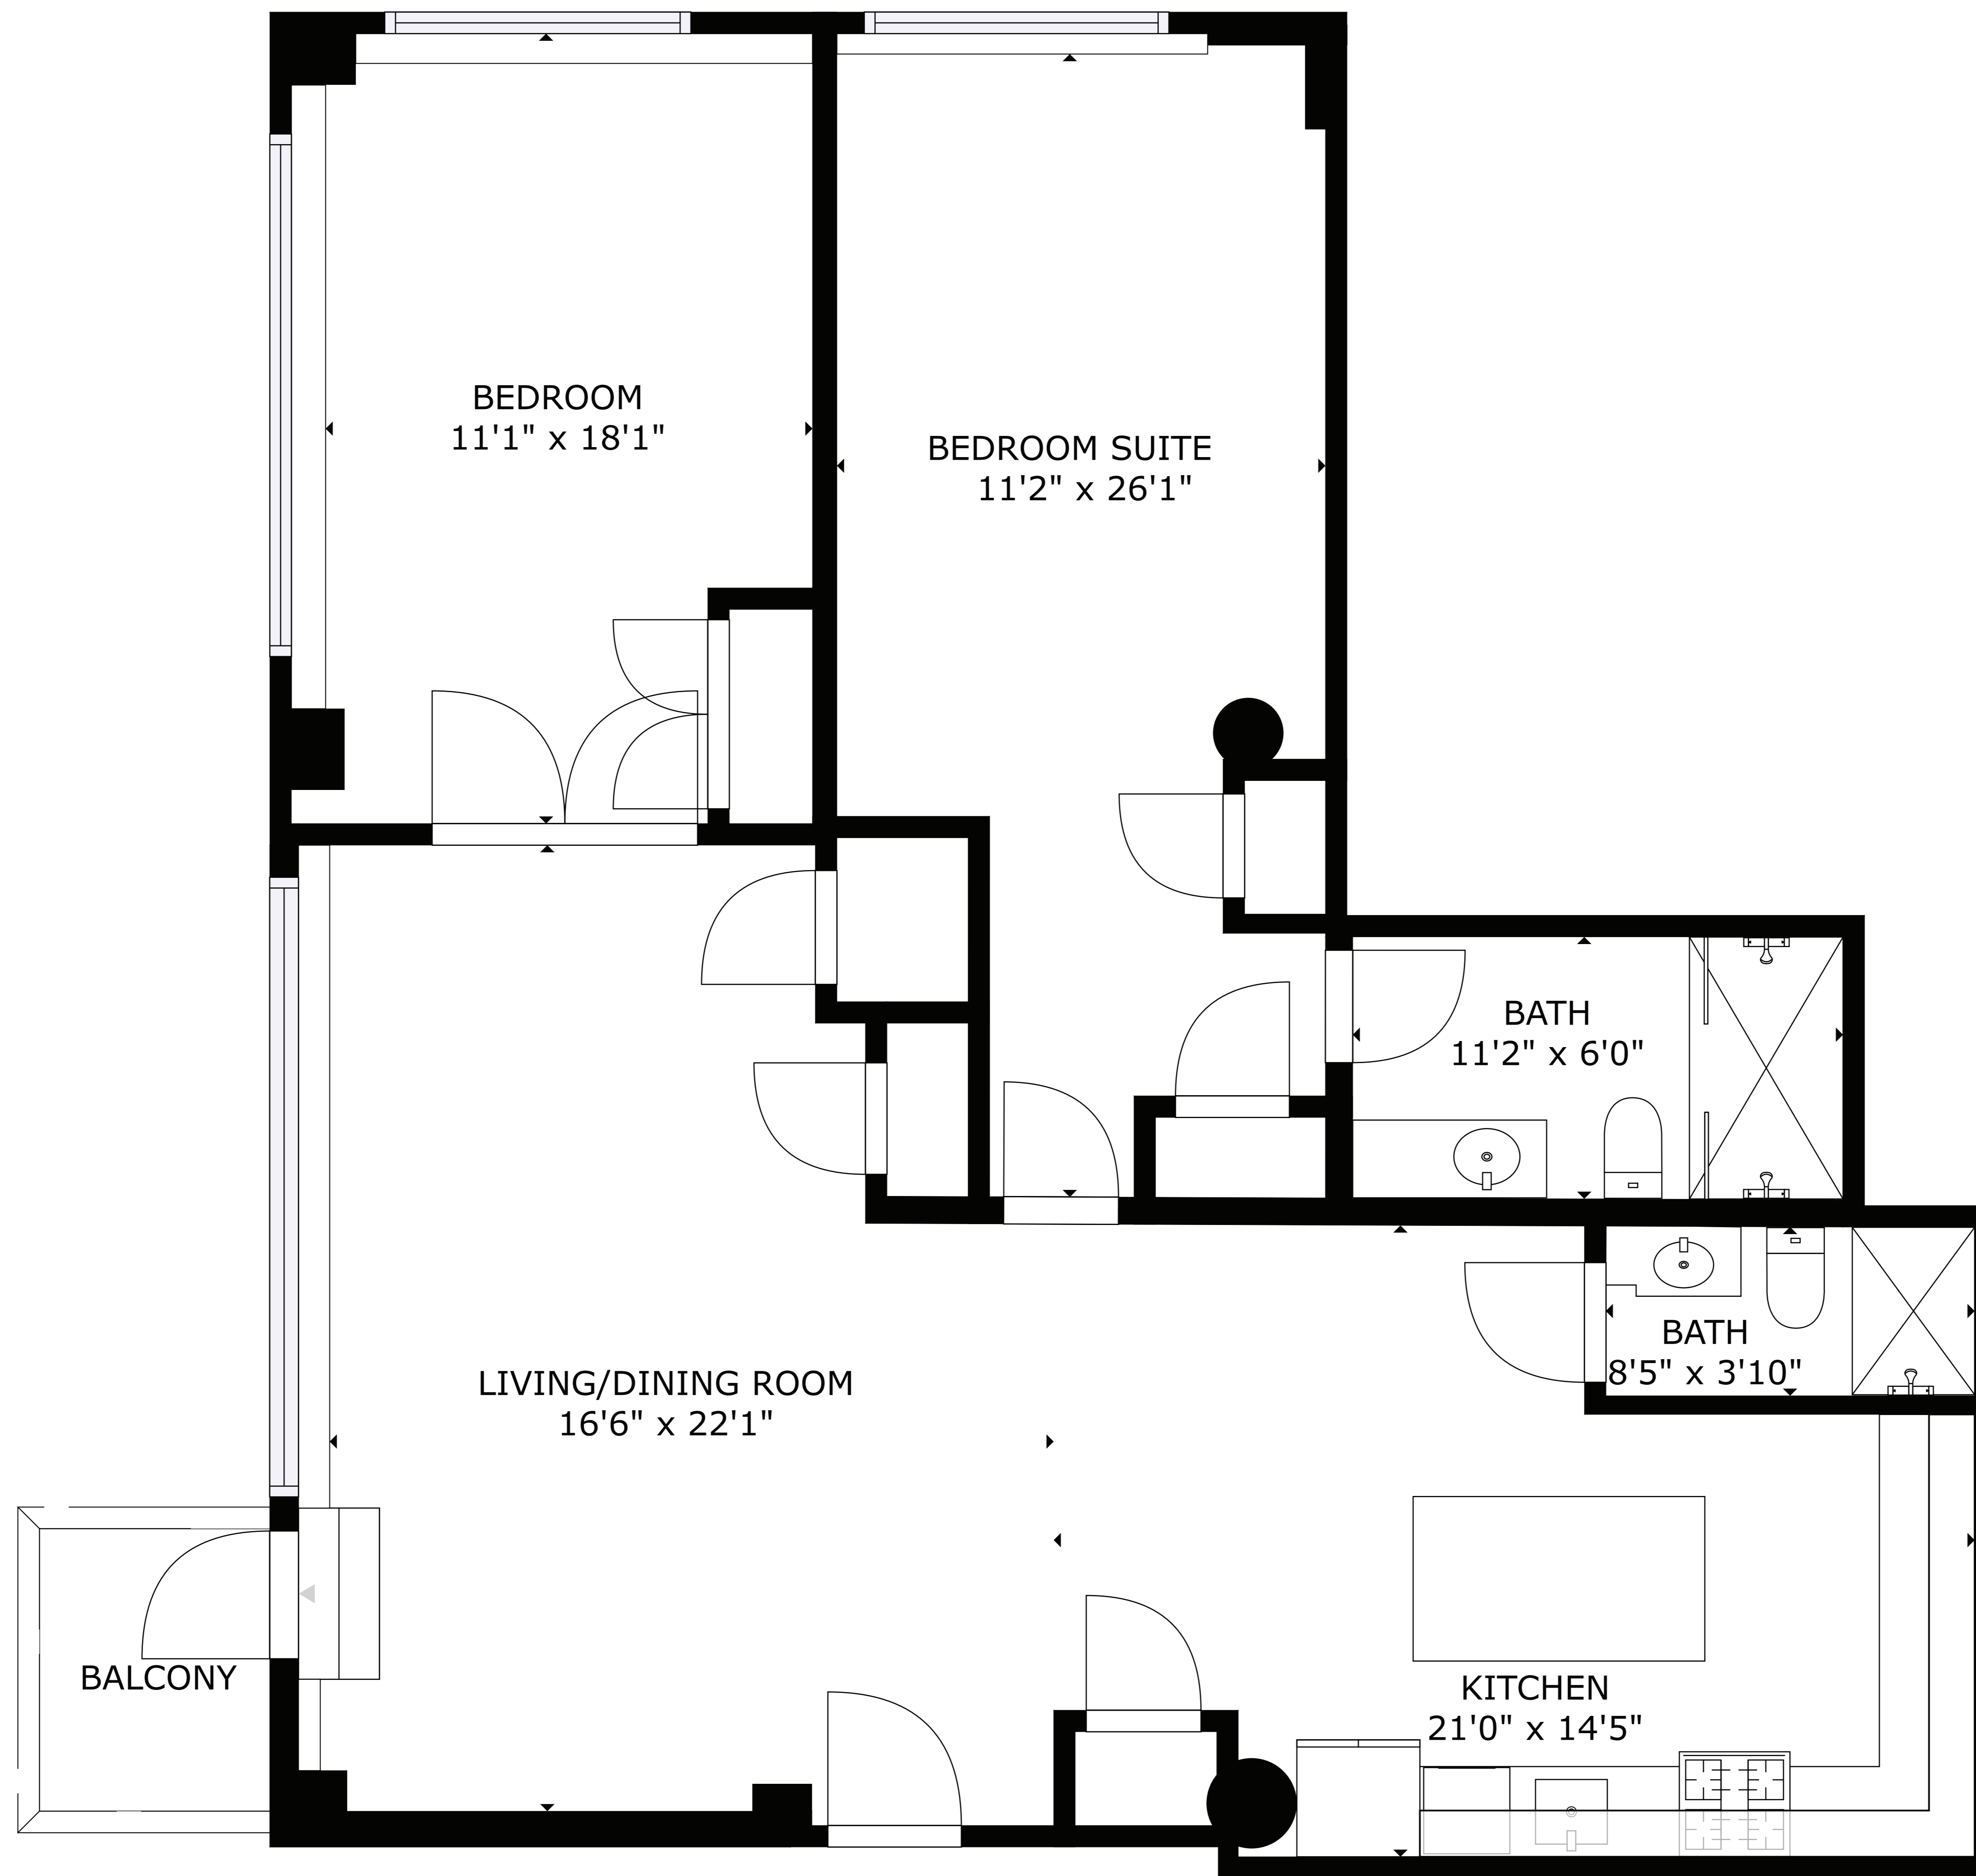 BEDROOM
11'1" x 18'1"
BEDROOM SUITE
11'2" x 26'1"
BATH
11'2" x 6'0"
BATH
8'5" x 3'10"
LIVING/DINING ROOM
16'6" x 22'1"
BALCONY
KITCHEN
21'0" x 14'5"